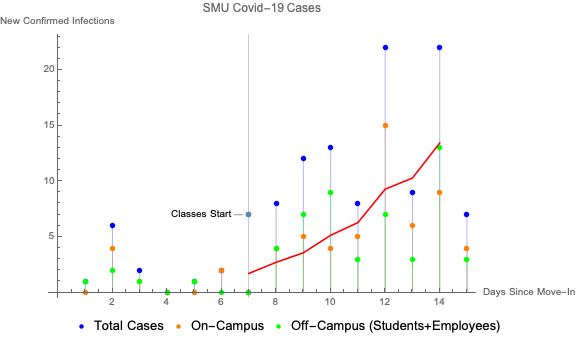 SMU Covid-19 Cases
New Confirmed Infections
20
15
10
5
Classes Start
2 4 6 8 10 12 14 Days Since Move-In
Total Cases On-Campus Off-Campus (Students+Employees)